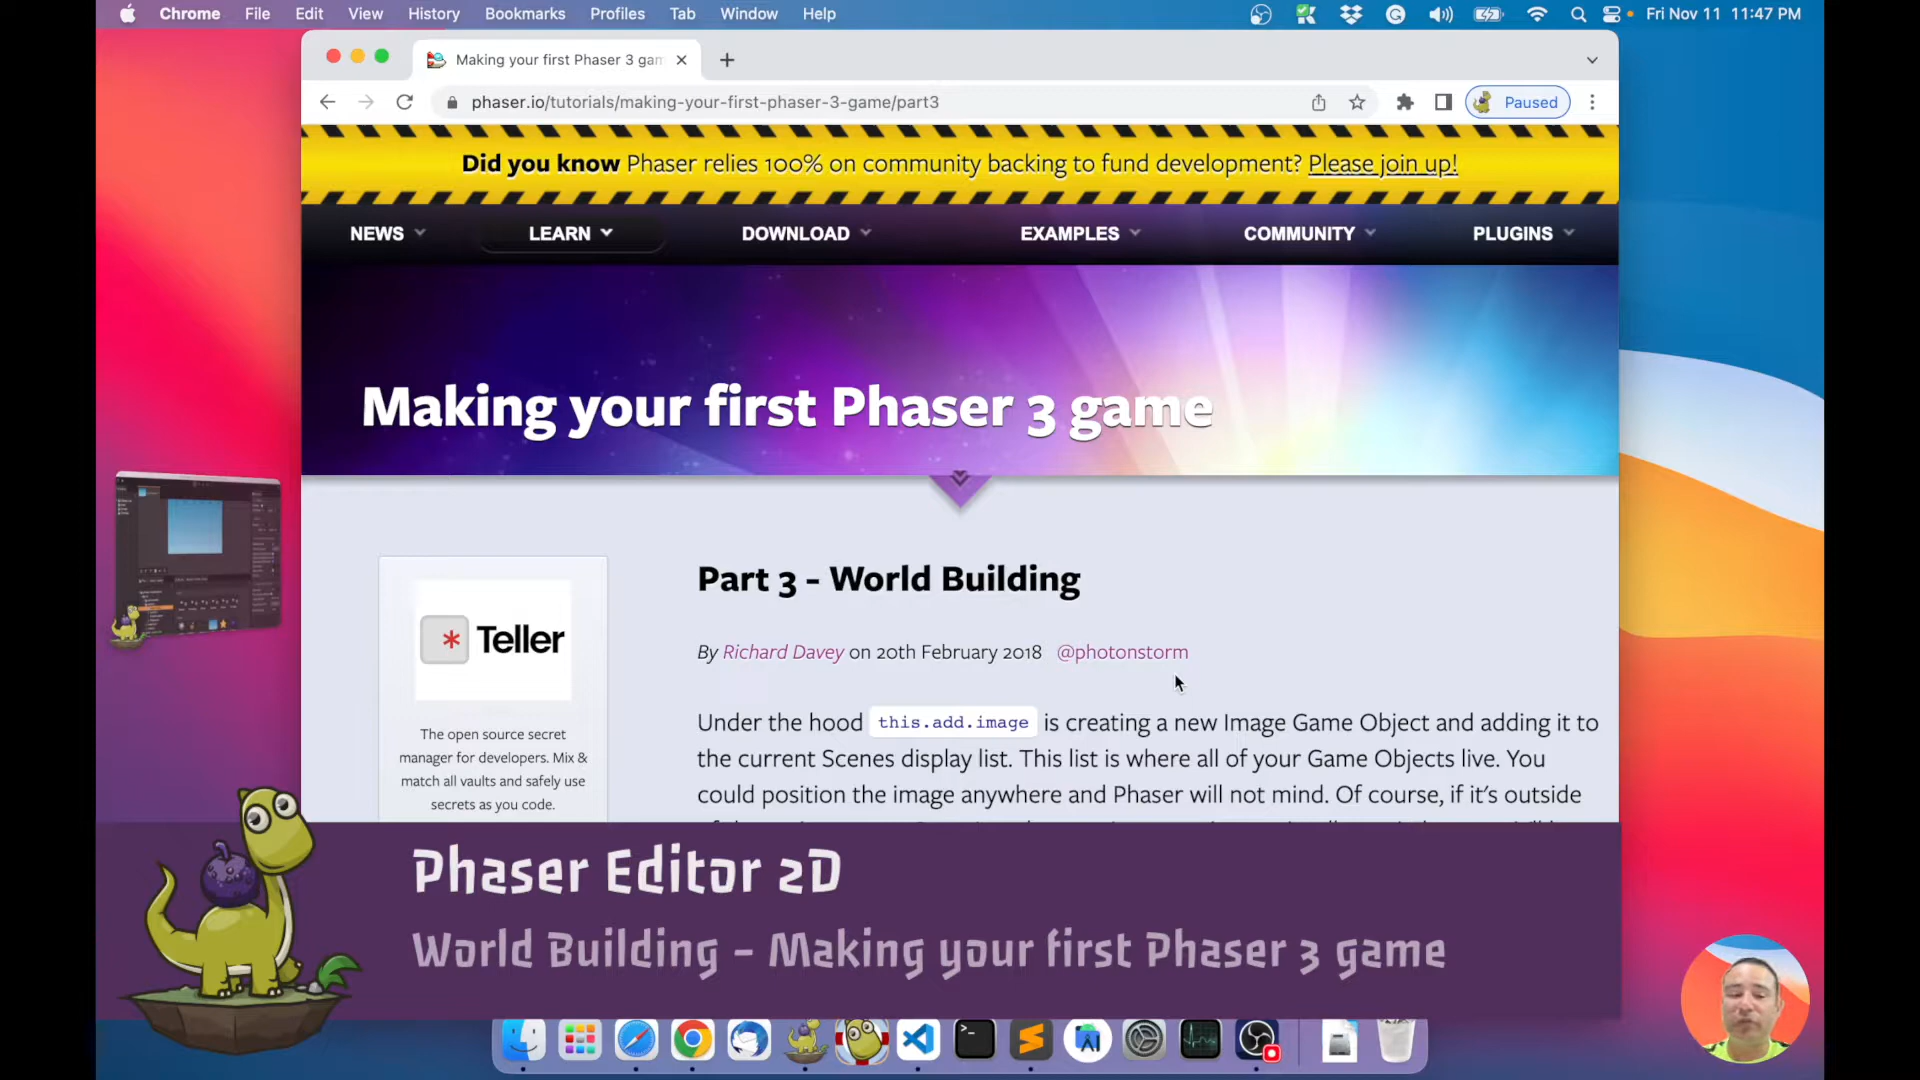 Chrome File Edit View History Bookmarks Profiles Tab Window Help Fri Nov 11 11:47 PM
Making your first Phaser 3 gam
phaser.io/tutorials/making-your-first-phaser-3-game/part3
Paused
Did you know Phaser relies 100% on community backing to fund development? Please join up!
NEWS LEARN DOWNLOAD EXAMPLES COMMUNITY PLUGINS
Making your first Phaser 3 game
Part 3 - World Building
By Richard Davey on 20th February 2018 @photonstorm
Under the hood this.add.image is creating a new Image Game Object and adding it to
the current Scenes display list. This list is where all of your Game Objects live. You
could position the image anywhere and Phaser will not mind. Of course, if it's outside
* Teller
The open source secret
manager for developers. Mix &
match all vaults and safely use
secrets as you code.
Phaser Editor 2D
World Building - Making your first Phaser 3 game